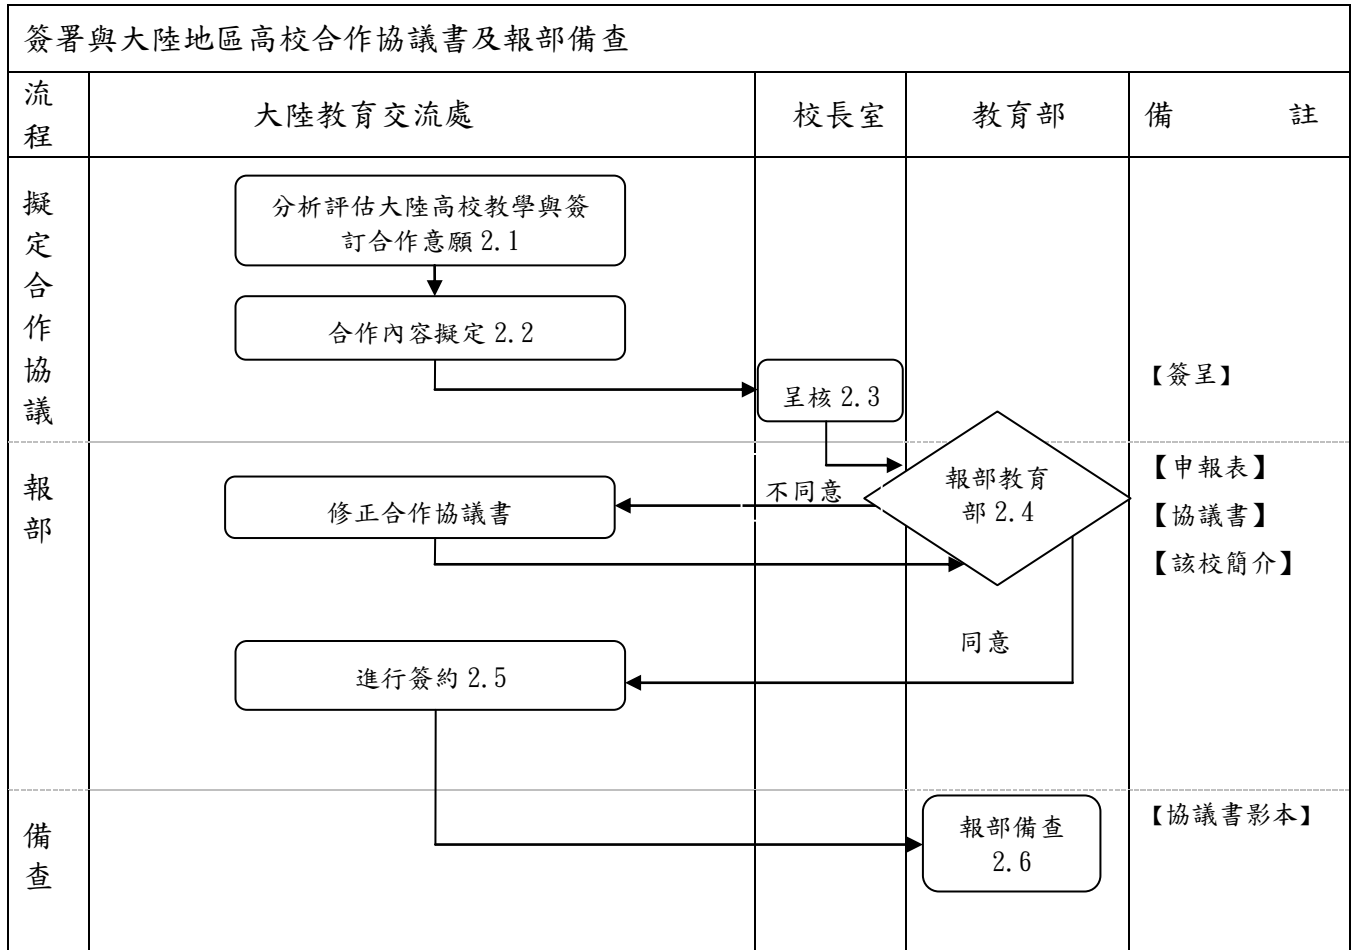 簽署與大陸地區高校合作協議書及報部備查
流程
大陸教育交流處
校長室
教育部
備 註
擬定合作協議
分析評估大陸高校教學與簽
訂合作意願 2.1
合作內容擬定 2.2
呈核 2.3
【簽呈】
報部
報部教育
部 2.4
不同意
修正合作協議書
【申報表】
【協議書】
【該校簡介】
同意
進行簽約 2.5
備查
報部備查
2.6
【協議書影本】